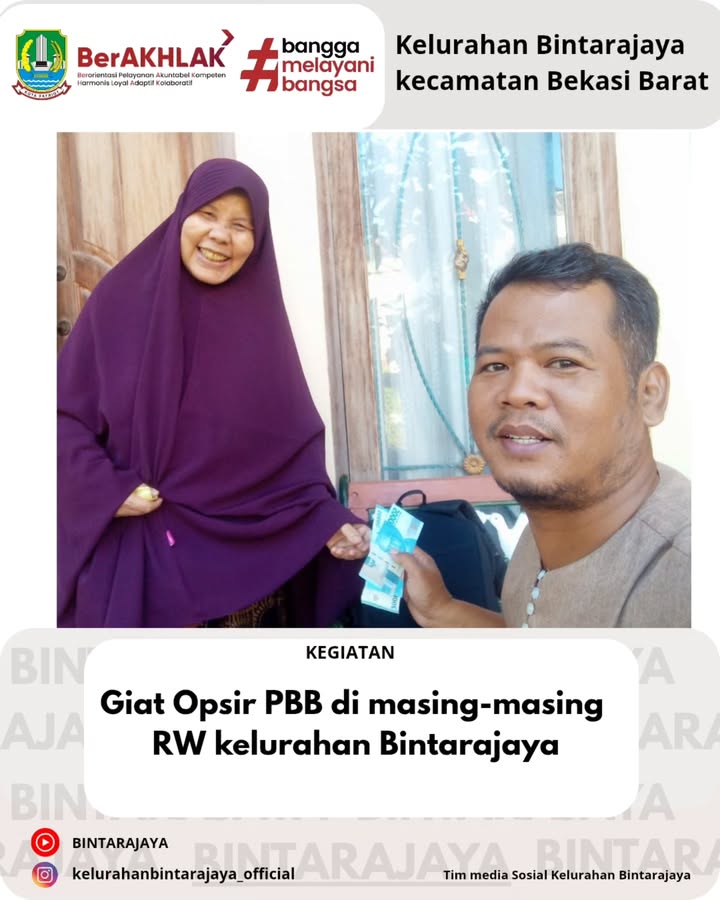 BerAKHLAK
Berorientasi Pelayanan Akuntabel Kompeten
Harmonis Loyal Adaptif Kolaboratif
#bangga
melayani
bangsa
Kelurahan Bintarajaya
kecamatan Bekasi Barat
KEGIATAN
Giat Opsir PBB di masing-masing
RW kelurahan Bintarajaya
BINTARAJAYA
BINTARAJAYA
kelurahanbintarajaya_official
Tim media Sosial Kelurahan Bintarajaya